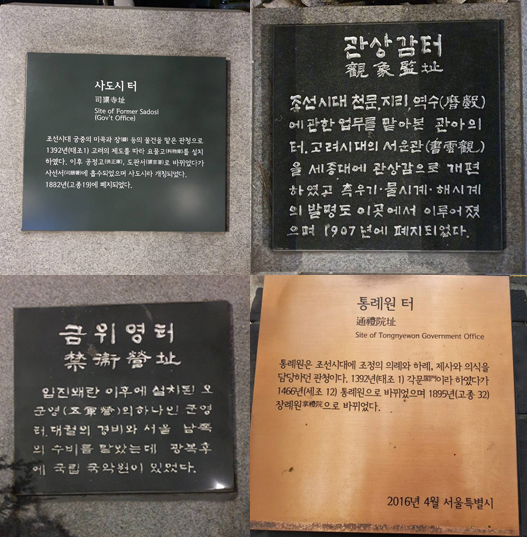 사도시 터
司䆃寺址
Site of Former Sadosi
(Gov't Office)
조선시대 궁중의 미곡과 장(醬) 등의 물건을 맡은 관청으로
1392년(태조1) 고려의 제도를 따라 요물고(料物庫)를 설치
하였다. 이후 공정고(供正庫), 도관서(導官署)로 바뀌었다가
사선서(司膳署)에 흡수되었으며 사도시라 개칭되었다.
1882년(고종19)에 폐지되었다.
관상감터
觀象監址
조선시대 천문, 지리, 역수(曆數)
에 관한 업무를 맡아본 관아의
터. 고려시대의 서운관(書雲觀)
을 세종대에 관상감으로 개편
하였고 측우기·물시계·해시계
의 발명도 이곳에서 이루어졌
으며 1907년에 폐지되었다.
금위영터
禁衛營址
임진왜란 이후에 설치된 오
군영(五軍營)의 하나인 군영
터. 대궐의 경비와 서울 남쪽
의 수비를 맡았는데 광복후
에 국립 국악원이 있었다.
통례원 터
通禮院址
Site of Tongnyewon Government Office
통례원은 조선시대에 조정의 의례와 하례, 제사와 의식을
담당하던 관청이다. 1392년(태조 1) 각문閣門이라 하였다가
1466년(세조 12) 통례원으로 바뀌었으며 1895년(고종 32)
장례원掌禮院으로 바뀌었다.
2016년 4월 서울특별시